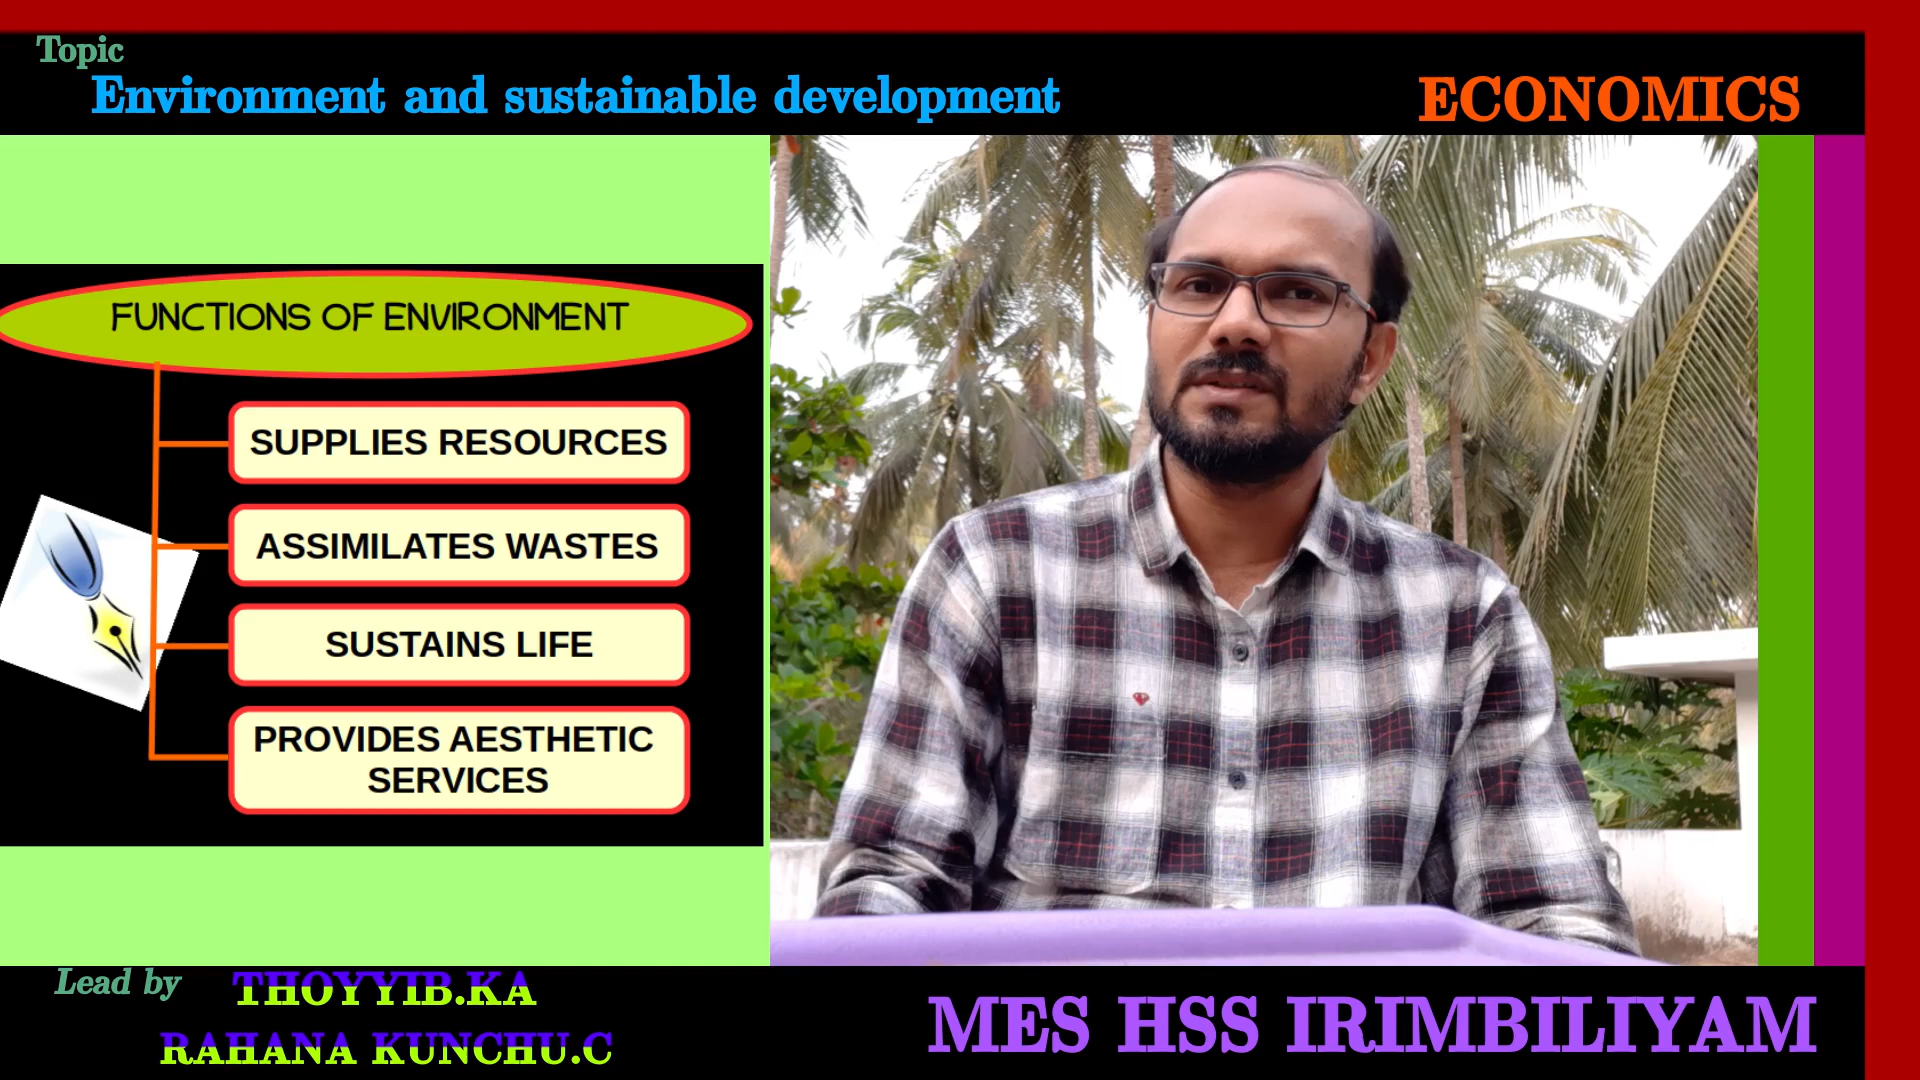 Topic
Environment and sustainable development
ECONOMICS
FUNCTIONS OF ENVIRONMENT
SUPPLIES RESOURCES
ASSIMILATES WASTES
SUSTAINS LIFE
PROVIDES AESTHETIC
SERVICES
Lead by
THOYYIB.KA
RAHANA KUNCHU.C
MES HSS IRIMBILIYAM